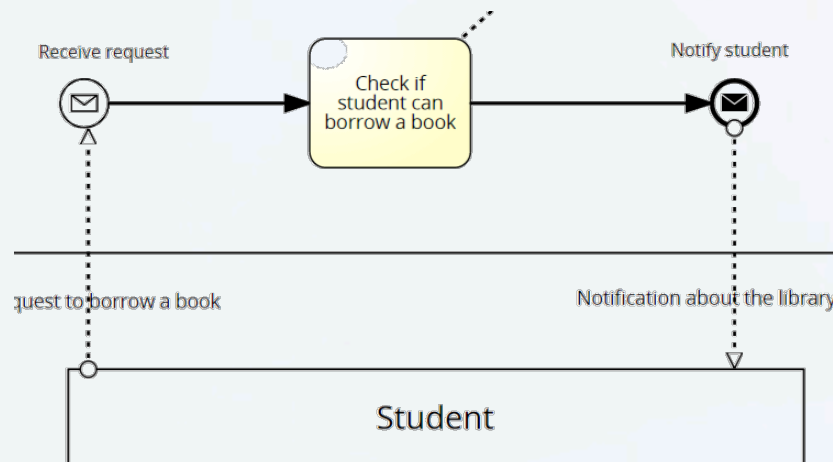 Receive request
Notify student
Check if
student can
borrow a book
quest to borrow a book
Notification about the library
Student